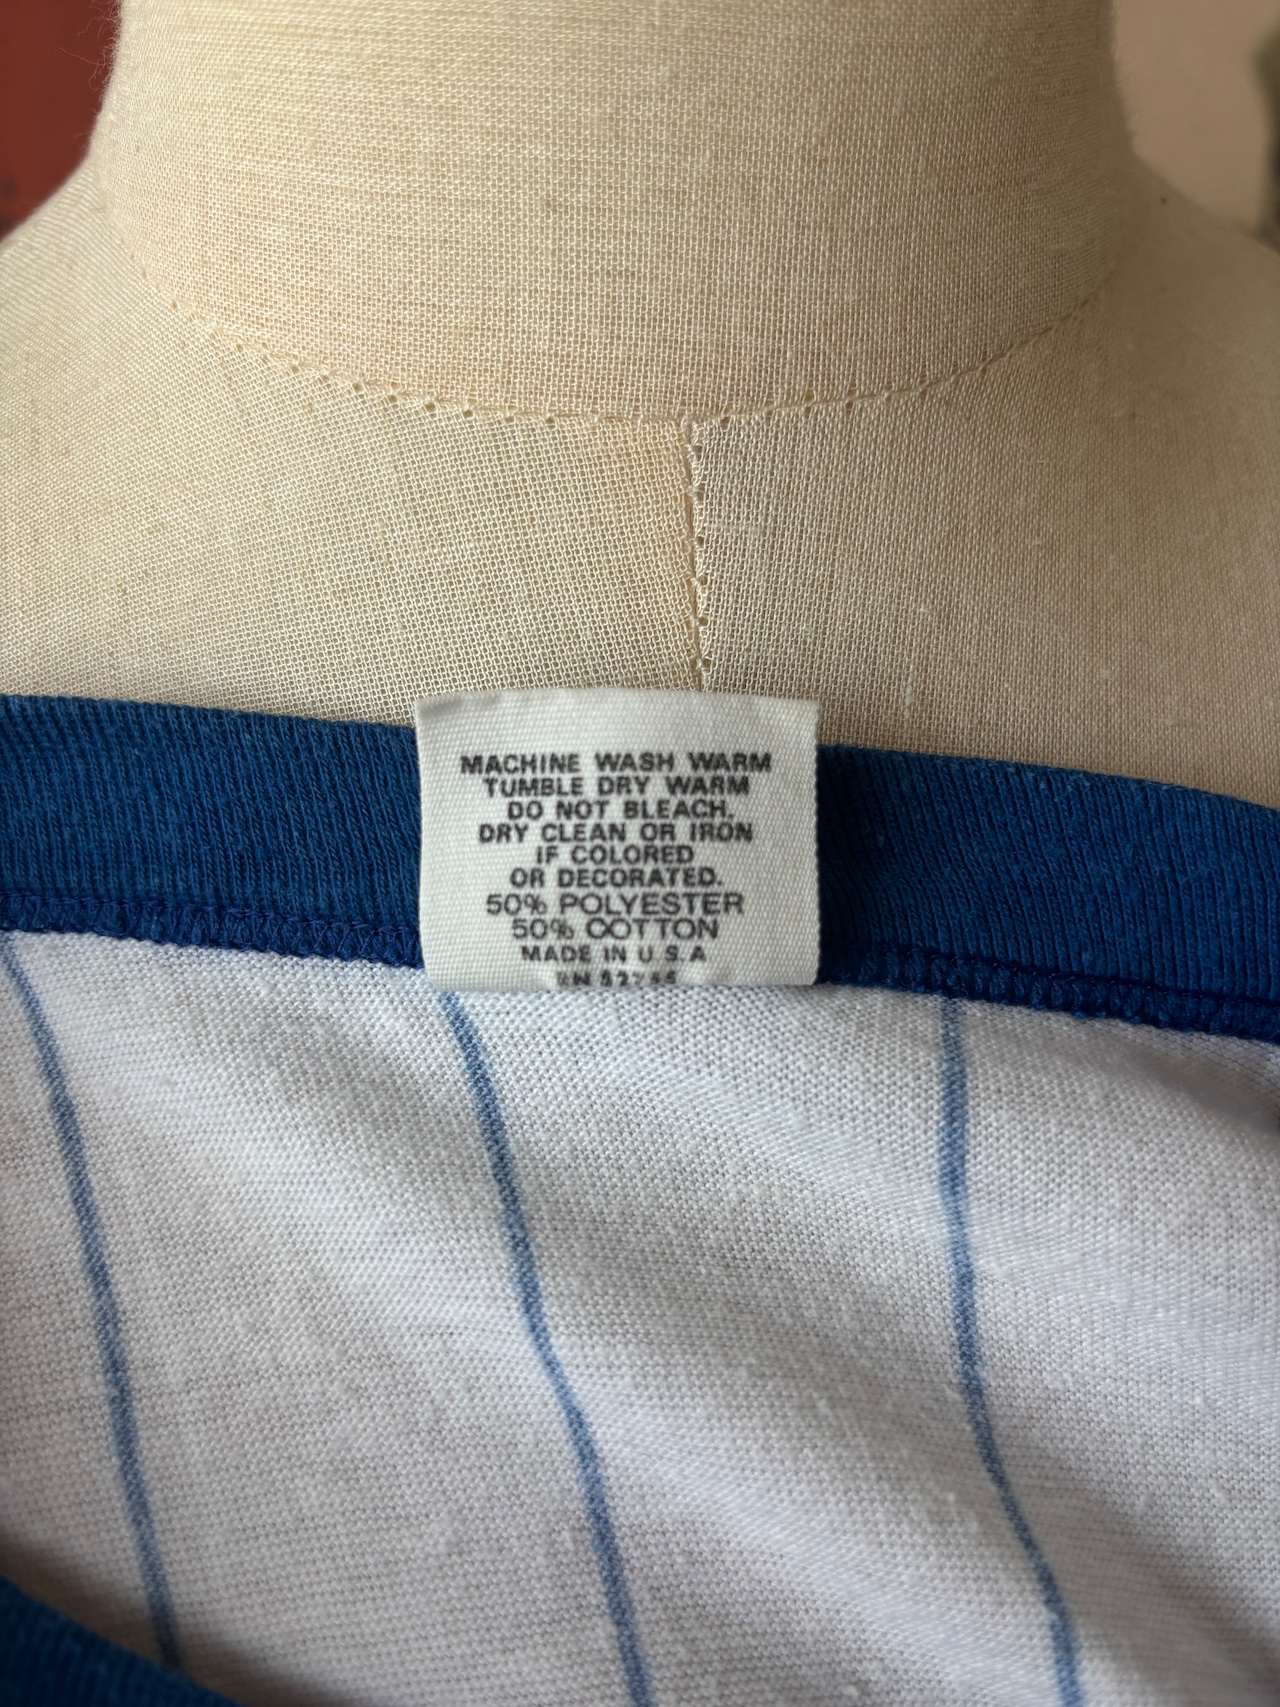 MACHINE WASH WARM
TUMBLE DRY WARM
DO NOT BLEACH.
DRY CLEAN OR IRON
IF COLORED
OR DECORATED.
50% POLYESTER
50% COTTON
MADE IN U.S.A
RN